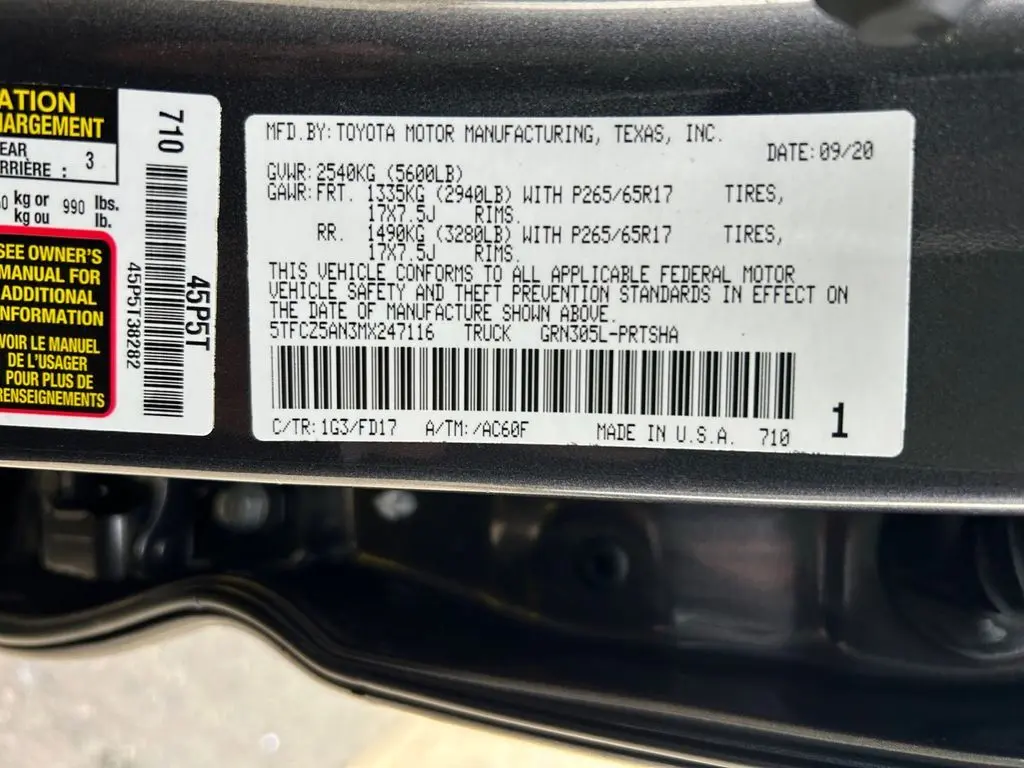 ATION
HARGEMENT
EAR
RRIÈRE : 3
kg or 990 lbs.
kg ou lb.
SEE OWNER'S
MANUAL FOR
ADDITIONAL
INFORMATION
VOIR LE MANUEL
DE L'USAGER
POUR PLUS DE
RENSEIGNEMENTS
710
45P5T38282
45P5T
MFD.BY: TOYOTA MOTOR MANUFACTURING, TEXAS, INC.
DATE: 09/20
GVWR: 2540KG (5600LB)
GAWR: FRT. 1335KG (2940LB) WITH P265/65R17 TIRES,
17X7.5J RIMS.
RR. 1490KG (3280LB) WITH P265/65R17 TIRES,
17X7.5J RIMS.
THIS VEHICLE CONFORMS TO ALL APPLICABLE FEDERAL MOTOR
VEHICLE SAFETY AND THEFT PREVENTION STANDARDS IN EFFECT ON
THE DATE OF MANUFACTURE SHOWN ABOVE.
5TFCZ5AN3MX247116 TRUCK GRN305L-PRTSHA
C/TR: 1G3/FD17 A/TM: /AC60F MADE IN U.S.A. 710 1